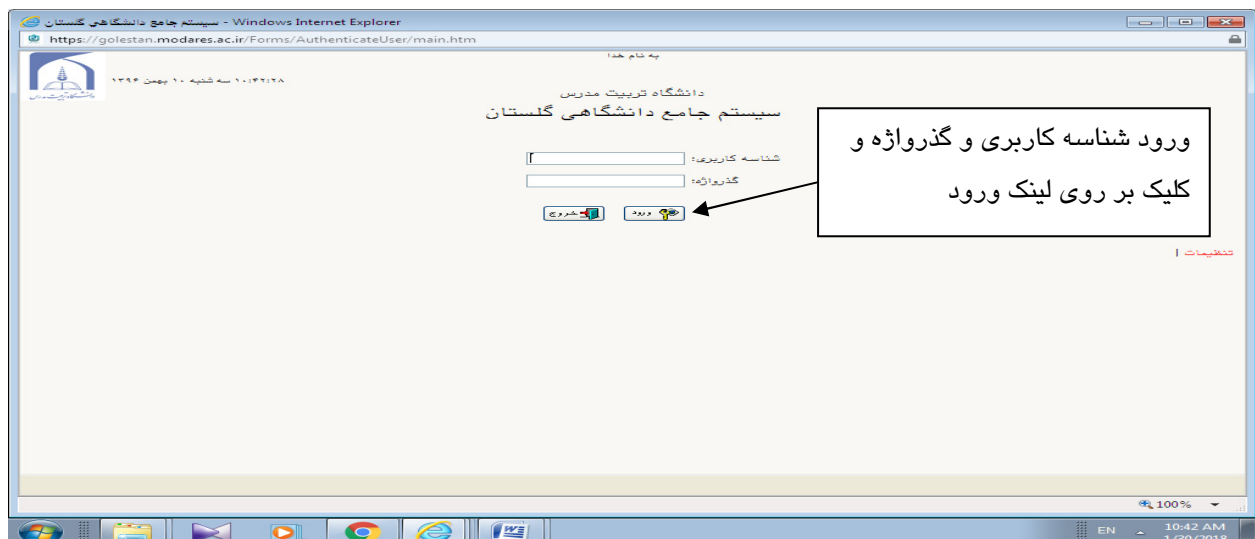 سیستم جامع دانشگاهی گلستان - Windows Internet Explorer
https://golestan.modares.ac.ir/Forms/AuthenticateUser/main.htm
به نام خدا
۱۰:۴۲:۲۸ سه شنبه ۱۰ بهمن ۱۳۹۶
دانشگاه تربیت مدرس
سیستم جامع دانشگاهی گلستان
شناسه کاربری:
گذرواژه:
ورود
خروج
ورود شناسه کاربری و گذرواژه و
کلیک بر روی لینک ورود
تنظیمات |
100%
EN
10:42 AM
1/30/2018